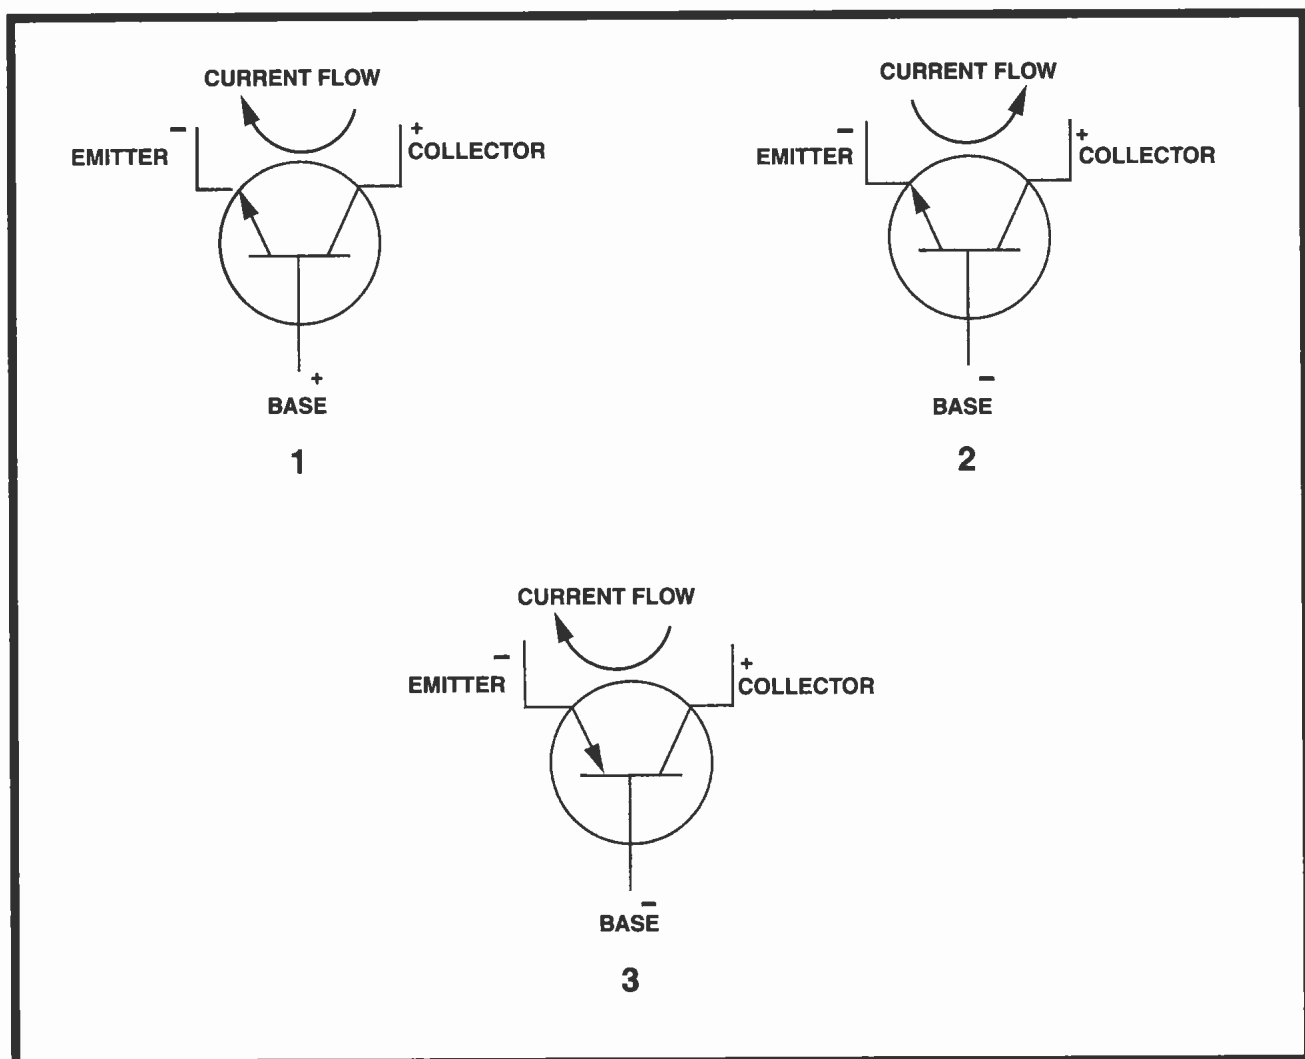 CURRENT FLOW
−
EMITTER
+
COLLECTOR
+
BASE
1
CURRENT FLOW
−
EMITTER
+
COLLECTOR
−
BASE
2
CURRENT FLOW
−
EMITTER
+
COLLECTOR
−
BASE
3